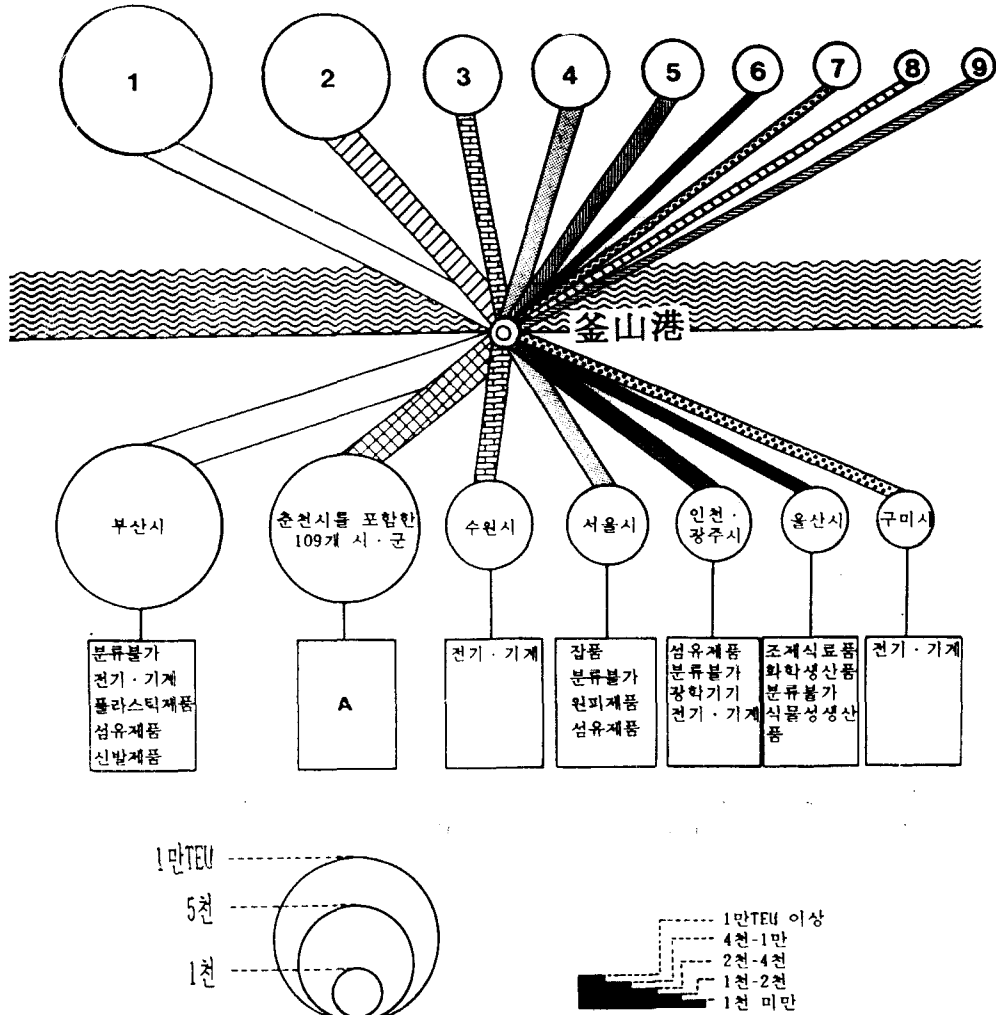 1 2 3 4 5 6 7 8 9
釜山港
부산시
춘천시를 포함한
109개 시·군
수원시
서울시
인천·
광주시
울산시
구미시
분류불가
전기·기계
플라스틱제품
섬유제품
신발제품
A
전기·기계
잡품
분류불가
원피제품
섬유제품
섬유제품
분류불가
광학기기
전기·기계
조제식료품
화학생산품
분류불가
식물성생산
품
전기·기계
1만TEU
5천
1천
1만TEU 이상
4천-1만
2천-4천
1천-2천
1천 미만